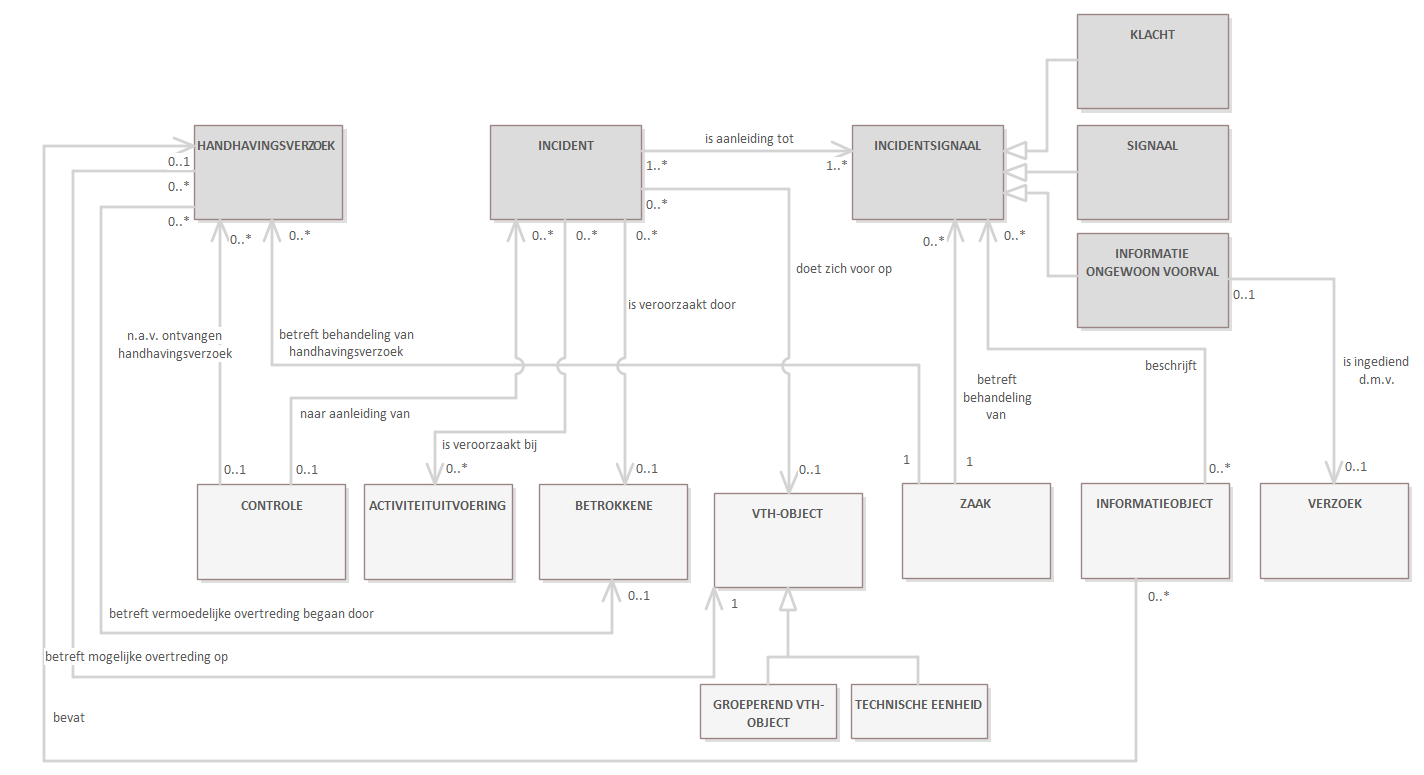 KLACHT
HANDHAVINGSVERZOEK
INCIDENT
is aanleiding tot
INCIDENTSIGNAAL
SIGNAAL
0..1
0..*
0..*
1..*
1..*
0..*
0..*
0..*
0..*
0..*
0..*
0..*
0..*
INFORMATIE
ONGEWOON VOORVAL
0..1
doet zich voor op
is veroorzaakt door
n.a.v. ontvangen
handhavingsverzoek
betreft behandeling van
handhavingsverzoek
beschrijft
is ingediend
d.m.v.
betreft
behandeling
van
naar aanleiding van
is veroorzaakt bij
0..1
0..1
0..*
0..1
0..1
1
1
0..*
0..1
CONTROLE
ACTIVITEITUITVOERING
BETROKKENE
VTH-OBJECT
ZAAK
INFORMATIEOBJECT
VERZOEK
0..1
1
0..*
betreft vermoedelijke overtreding begaan door
betreft mogelijke overtreding op
GROEPEREND VTH-
OBJECT
TECHNISCHE EENHEID
bevat